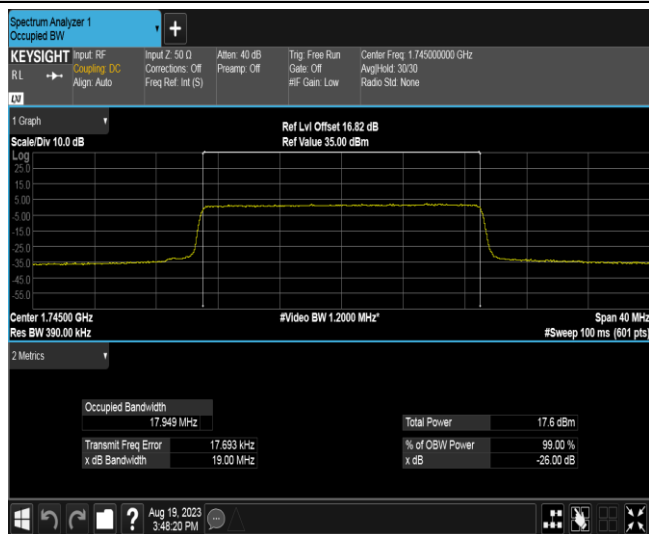 Spectrum Analyzer 1
Occupied BW
+
KEYSIGHT Input: RF Input Z: 50 Ω Atten: 40 dB Trig: Free Run Center Freq: 1.745000000 GHz
RL Coupling: DC Corrections: Off Preamp: Off Gate: Off Avg|Hold: 30/30
Align: Auto Freq Ref: Int (S) #IF Gain: Low Radio Std: None
LXI
1 Graph
Ref Lvl Offset 16.82 dB
Scale/Div 10.0 dB Ref Value 35.00 dBm
Log
25.0
15.0
5.00
-5.00
-15.0
-25.0
-35.0
-45.0
-55.0
Center 1.74500 GHz #Video BW 1.2000 MHz* Span 40 MHz
Res BW 390.00 kHz #Sweep 100 ms (601 pts)
2 Metrics
Occupied Bandwidth
17.949 MHz Total Power 17.6 dBm
Transmit Freq Error 17.693 kHz % of OBW Power 99.00 %
x dB Bandwidth 19.00 MHz x dB -26.00 dB
? Aug 19, 2023
3:48:20 PM